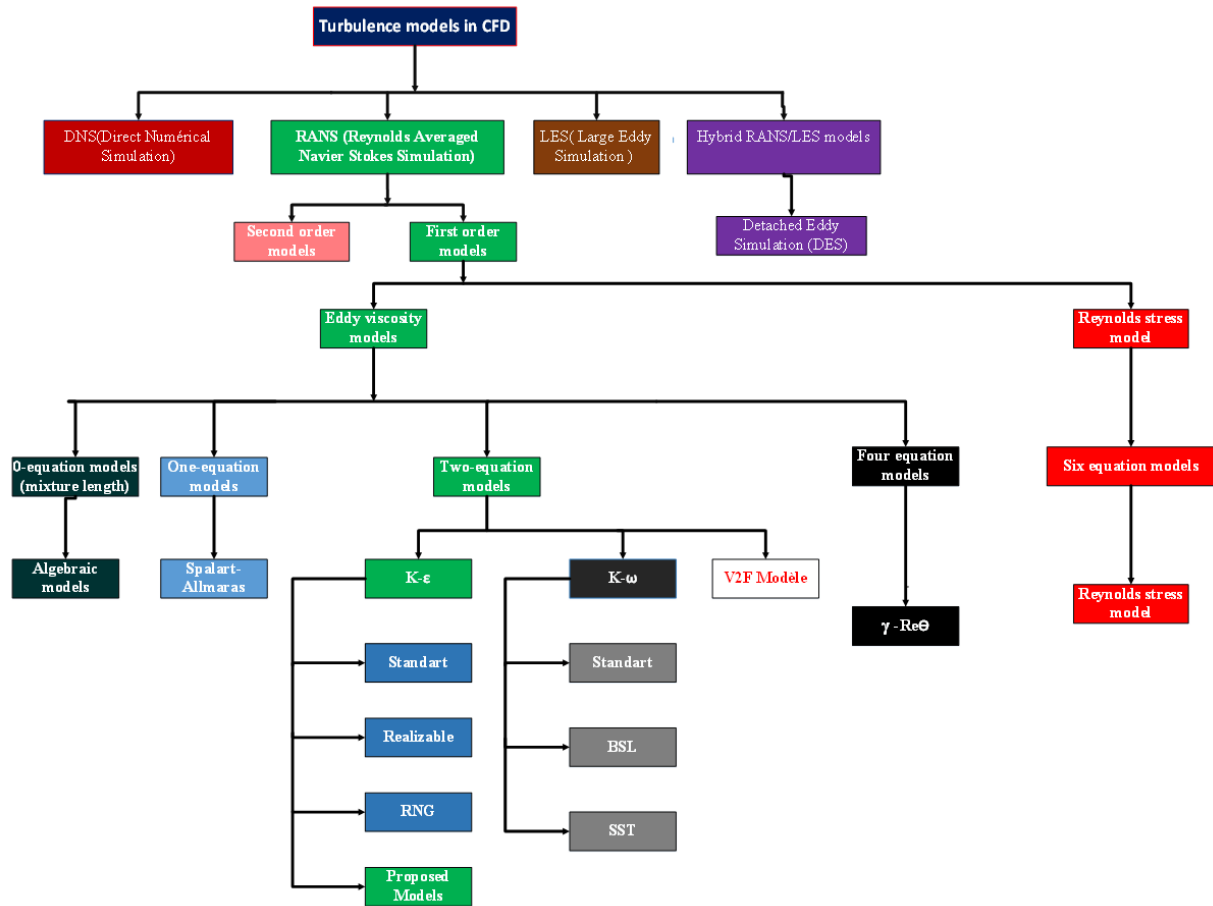 Turbulence models in CFD
DNS(Direct Numérical
Simulation)
RANS (Reynolds Averaged
Navier Stokes Simulation)
LES( Large Eddy
Simulation )
Hybrid RANS/LES models
Second order
models
First order
models
Detached Eddy
Simulation (DES)
Eddy viscosity
models
Reynolds stress
model
0-equation models
(mixture length)
One-equation
models
Two-equation
models
Four equation
models
Six equation models
Algebraic
models
Spalart-
Allmaras
K-ε
K-ω
V2F Modèle
Reynolds stress
model
γ -ReΘ
Standart
Standart
Realizable
BSL
RNG
SST
Proposed
Models